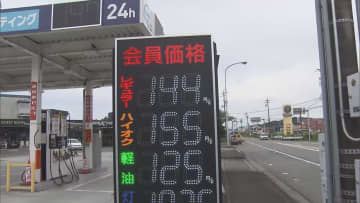 ティング
24h
会員価格
レギュラー 144
ハイオク 155
軽油 125
灯